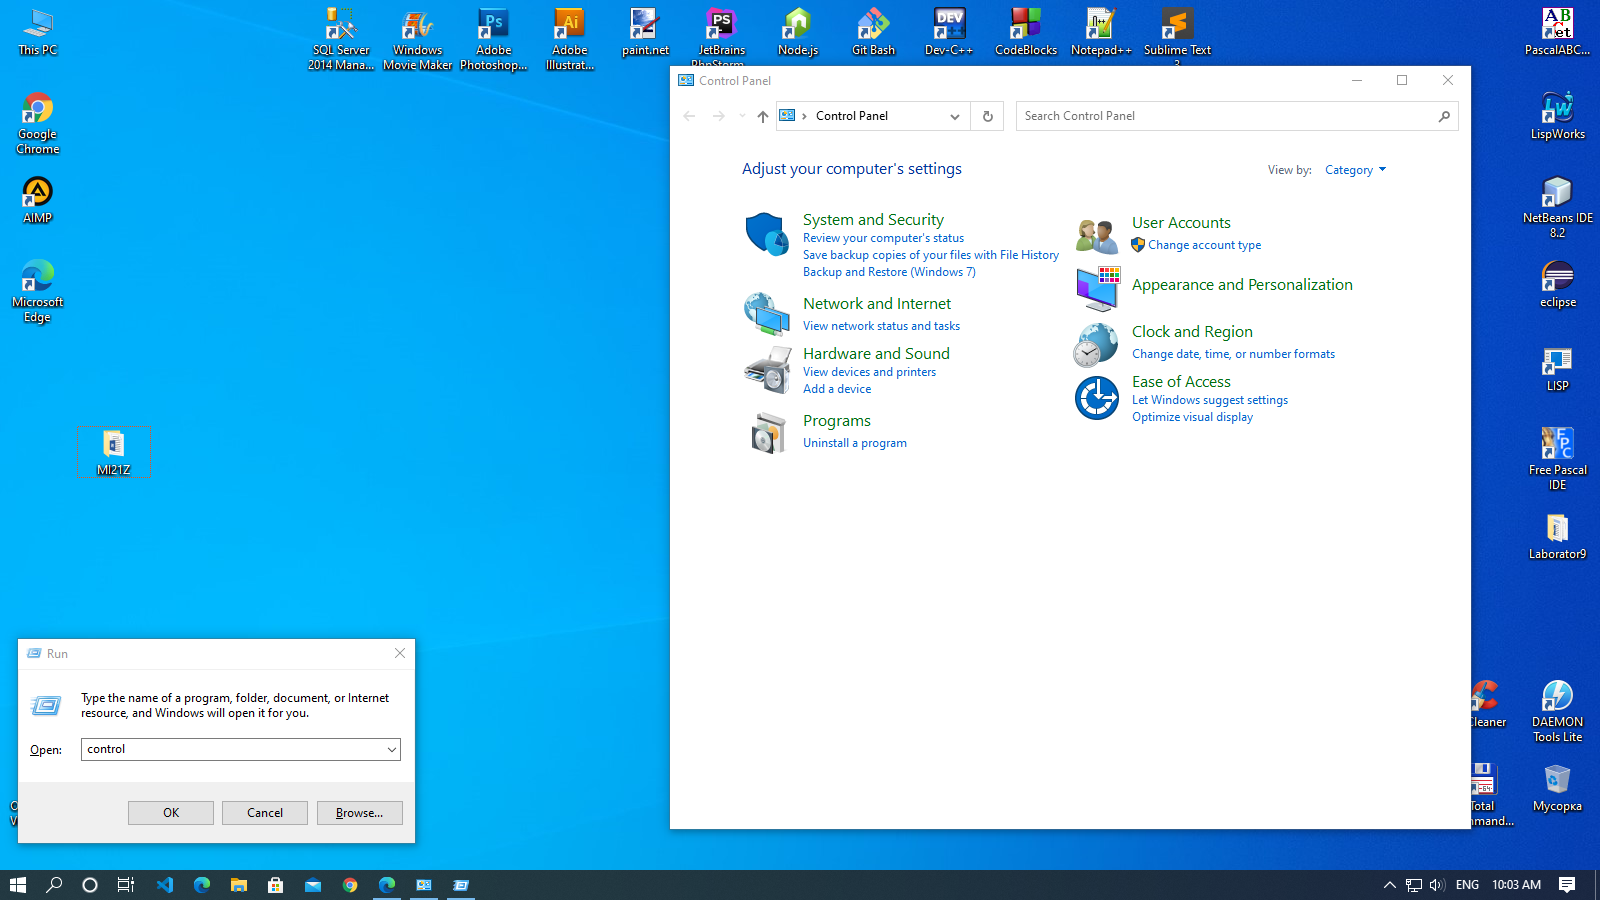 This PC
SQL Server
2014 Mana...
Windows
Movie Maker
Adobe
Photoshop...
Adobe
Illustrat...
paint.net
JetBrains
PhpStorm
Node.js
Git Bash
Dev-C++
CodeBlocks
Notepad++
Sublime Text
3
PascalABC...
Google
Chrome
AIMP
Microsoft
Edge
MI21Z
LispWorks
NetBeans IDE
8.2
eclipse
LISP
Free Pascal
IDE
Laborator9
Cleaner
DAEMON
Tools Lite
Total
mmand...
Мусорка
Control Panel
Control Panel
Search Control Panel
Adjust your computer's settings
View by: Category
System and Security
Review your computer's status
Save backup copies of your files with File History
Backup and Restore (Windows 7)
Network and Internet
View network status and tasks
Hardware and Sound
View devices and printers
Add a device
Programs
Uninstall a program
User Accounts
Change account type
Appearance and Personalization
Clock and Region
Change date, time, or number formats
Ease of Access
Let Windows suggest settings
Optimize visual display
Run
Type the name of a program, folder, document, or Internet
resource, and Windows will open it for you.
Open: control
OK Cancel Browse...
ENG 10:03 AM